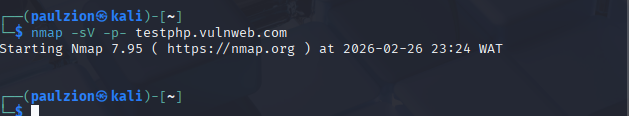 ┌──(paulzion㉿kali)-[~]
└─$ nmap -sV -p- testphp.vulnweb.com
Starting Nmap 7.95 ( https://nmap.org ) at 2026-02-26 23:24 WAT
┌──(paulzion㉿kali)-[~]
└─$